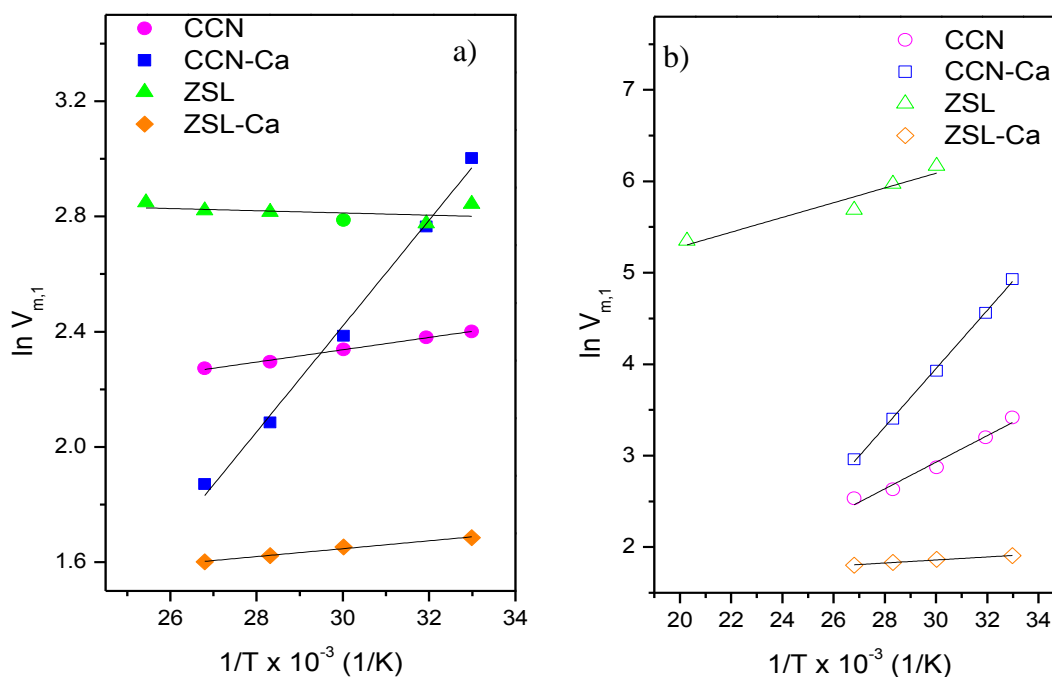 CCN
CCN-Ca
ZSL
ZSL-Ca
a)
3.2
2.8
2.4
2.0
1.6
ln V m,1
26 28 30 32 34
1/T x 10 -3 (1/K)
b)
CCN
CCN-Ca
ZSL
ZSL-Ca
7
6
5
4
3
2
ln V m,1
20 22 24 26 28 30 32 34
1/T x 10 -3 (1/K)